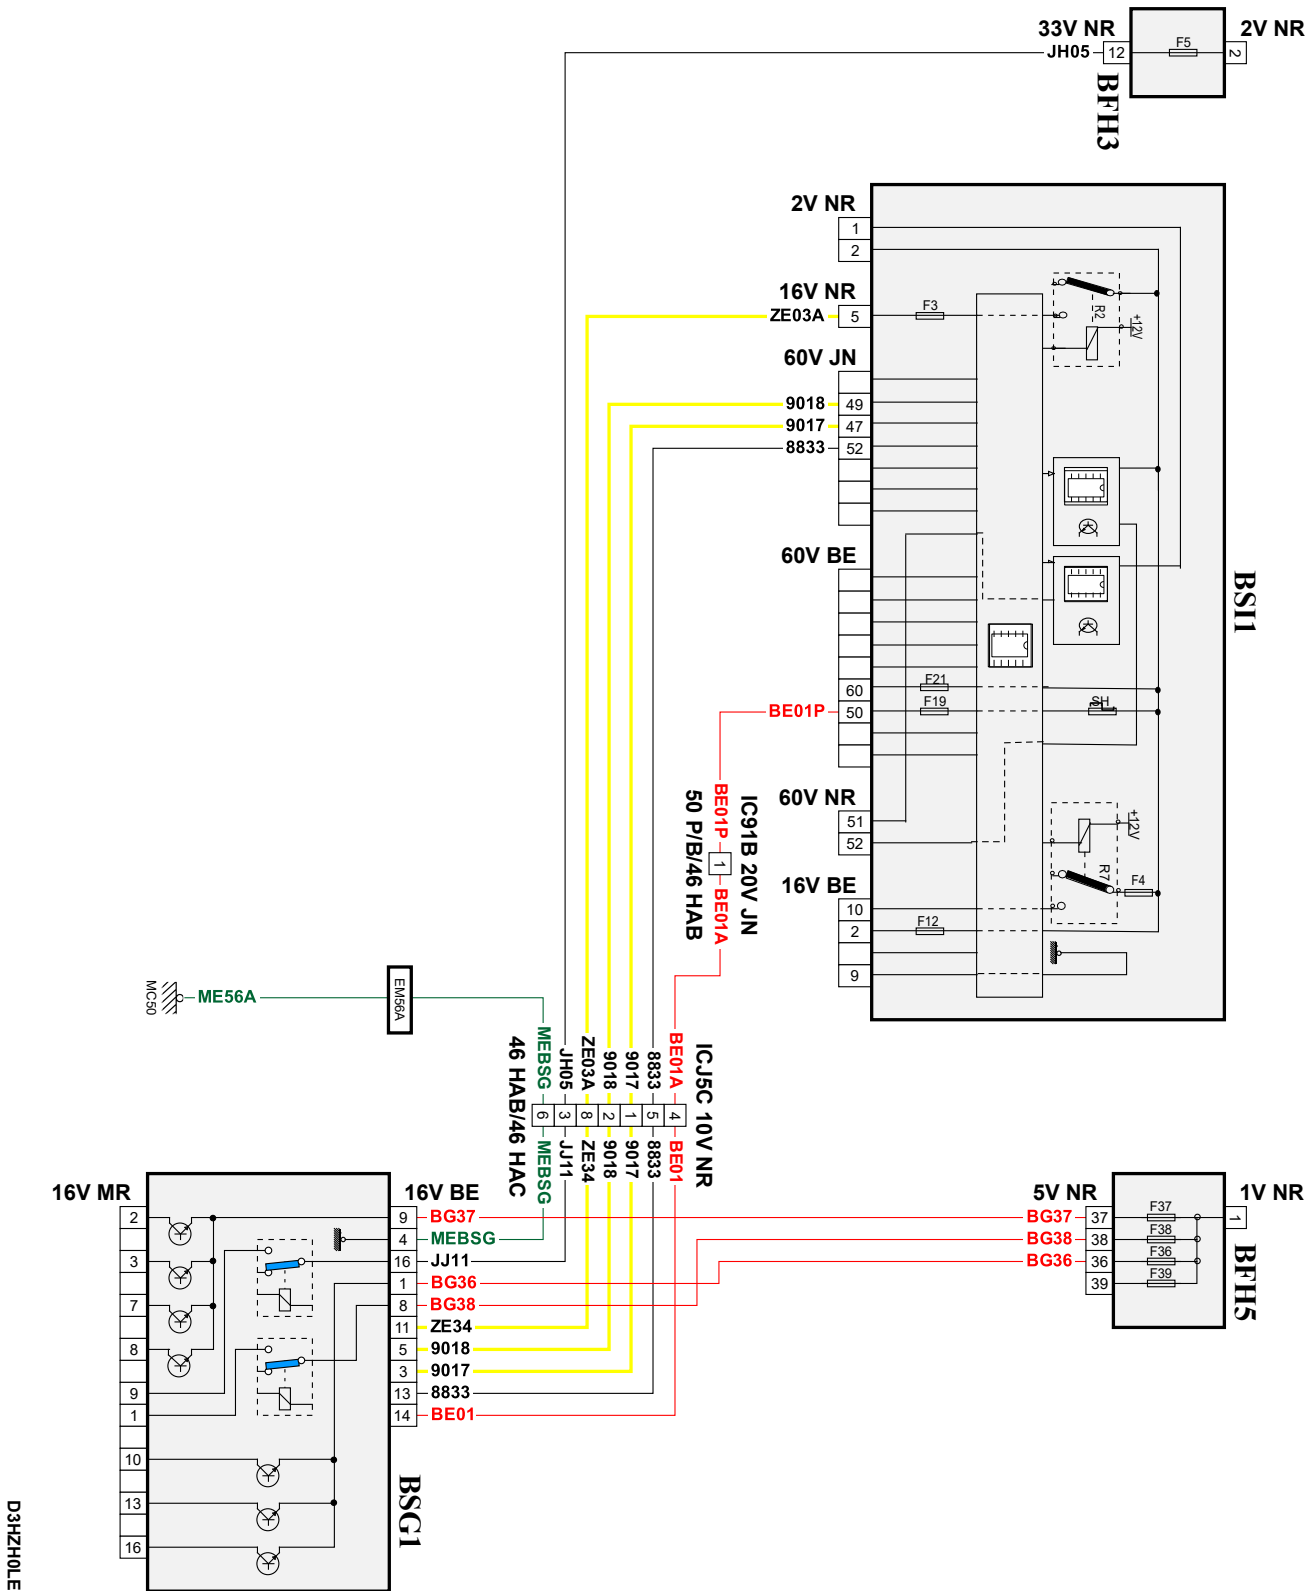 33V NR
2V NR
F5
JH05
12
2
BFH3
2V NR
1
2
16V NR
ZE03A
5
F3
R2
+12V
60V JN
9018
49
9017
47
8833
52
60V BE
BSI1
60
F21
BE01P
50
F19
SH
60V NR
51
52
+12V
R7
F4
16V BE
10
2
F12
9
BE01P
1
BE01A
IC91B 20V JN
50 P/B/46 HAB
MC50
ME56A
EM56A
MEBSG
JH05
ZE03A
9018
9017
8833
BE01A
6
3
8
2
1
5
4
MEBSG
JJ11
ZE34
9018
9017
8833
BE01
ICJ5C 10V NR
46 HAB/46 HAC
16V MR
16V BE
5V NR
1V NR
2
3
7
8
9
1
10
13
16
9
BG37
4
MEBSG
16
JJ11
1
BG36
8
BG38
11
ZE34
5
9018
3
9017
13
8833
14
BE01
BSG1
BG37
37
F37
1
BG38
38
F38
BG36
36
F36
39
F39
BFH5
D3HZH0LE